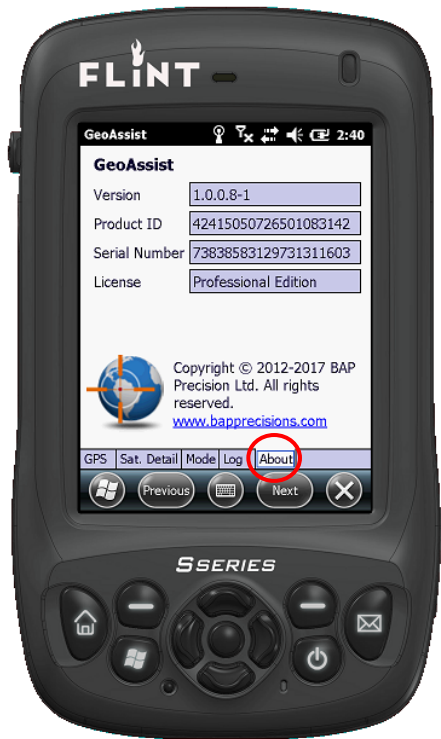 FLiNT
GeoAssist 2:40
GeoAssist
Version 1.0.0.8-1
Product ID 42415050726501083142
Serial Number 73838583129731311603
License Professional Edition
Copyright © 2012-2017 BAP
Precision Ltd. All rights
reserved.
www.bapprecisions.com
GPS Sat. Detail Mode Log About
Previous Next
SSERIES